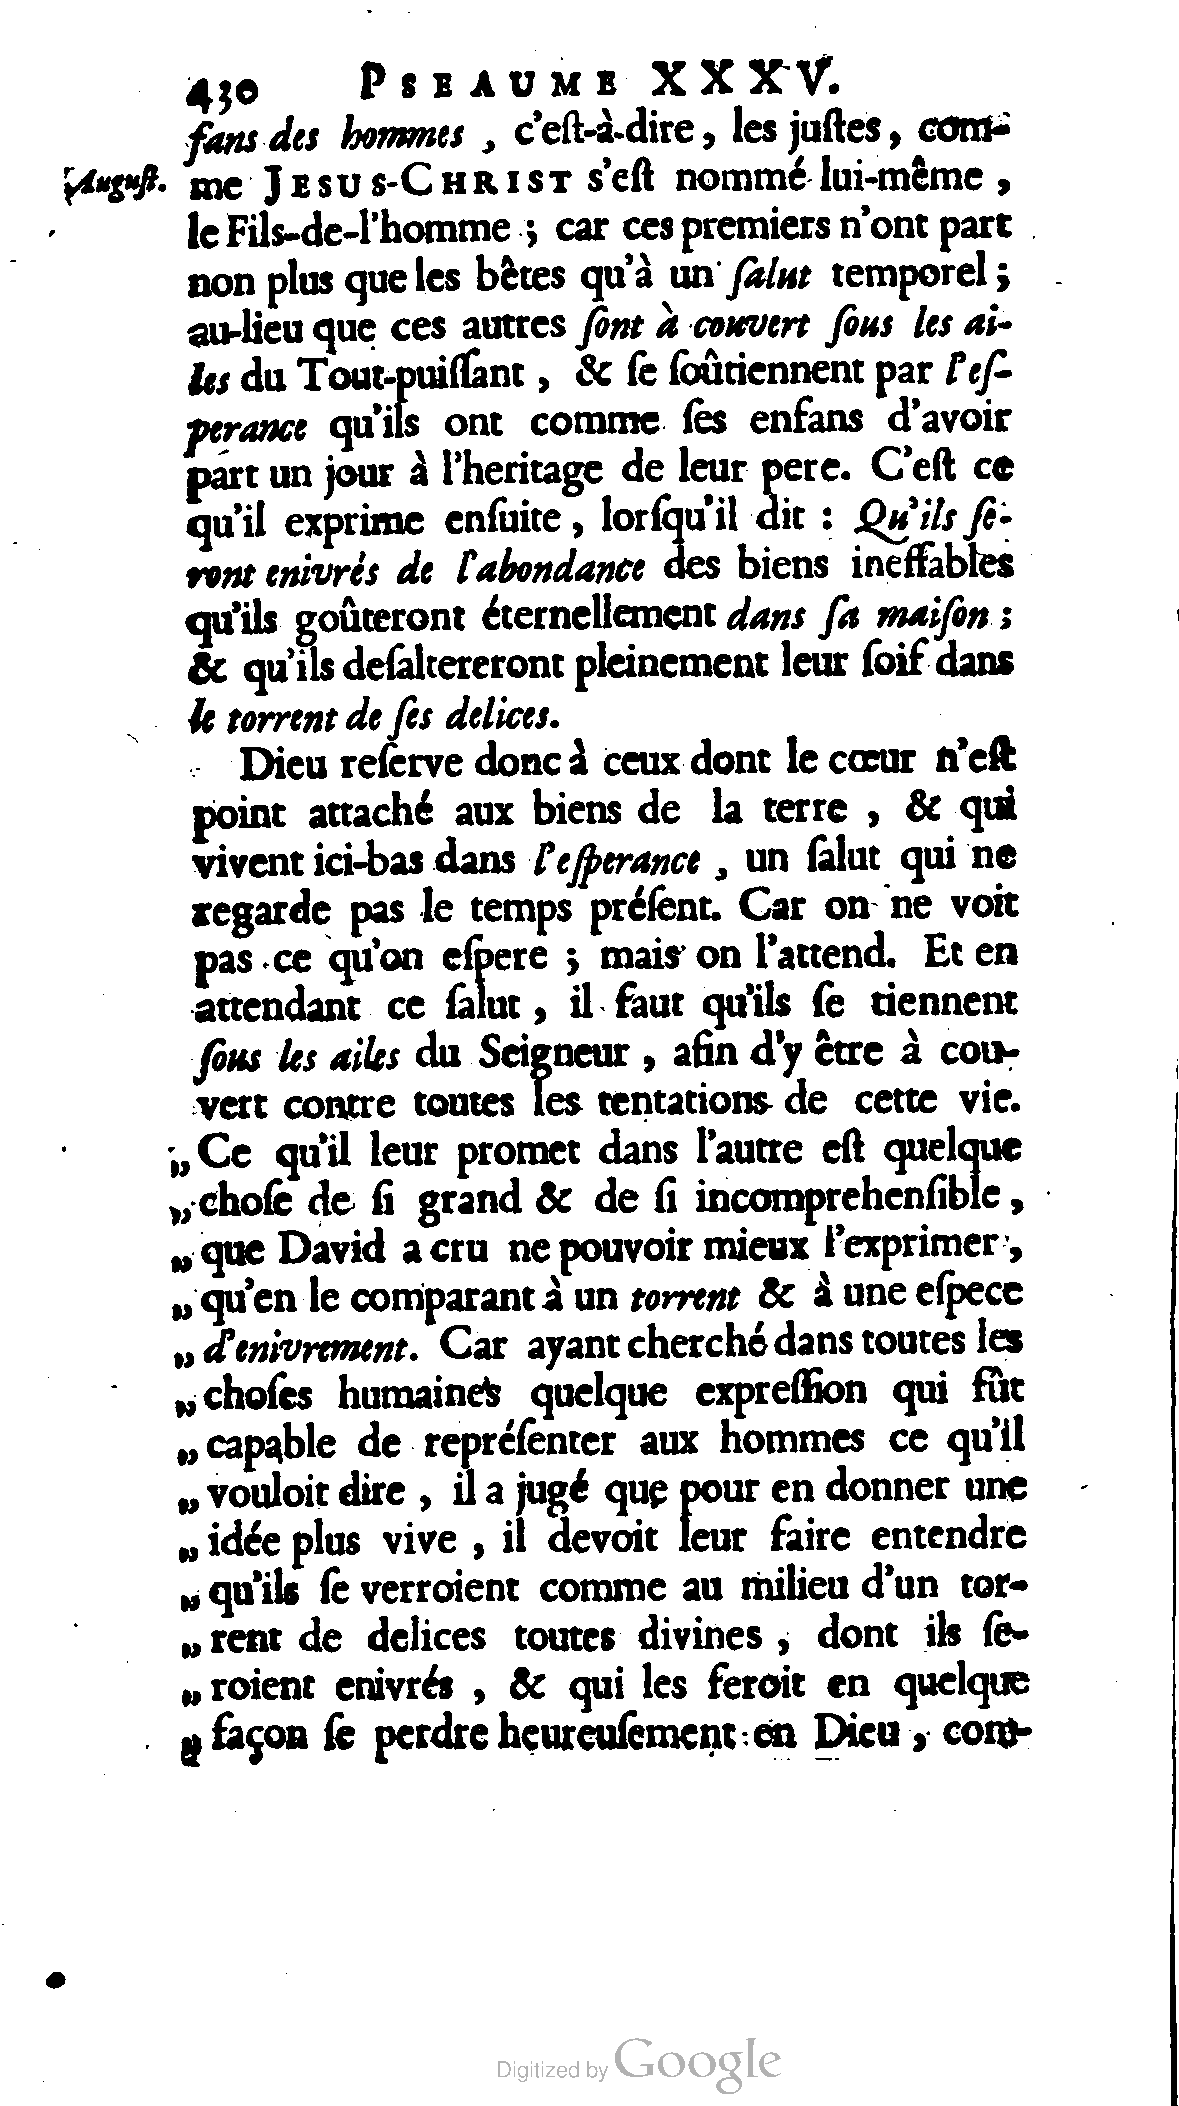 430 PSEAUME XXXV.
ſans des hommes, c'eſt-à-dire, les juſtes, com-
Auguſt. me JESUS-CHRIST s'eſt nommé lui-même,
le Fils-de-l'homme ; car ces premiers n'ont part
non plus que les bêtes qu'à un ſalut temporel ;
au-lieu que ces autres ſont à couvert ſous les ai-
les du Tout-puiſſant, & ſe ſoûtiennent par l'eſ-
perance qu'ils ont comme ſes enfans d'avoir
part un jour à l'heritage de leur pere. C'eſt ce
qu'il exprime enſuite, lorſqu'il dit : Qu'ils ſe-
ront enivrés de l'abondance des biens ineffables
qu'ils goûteront éternellement dans ſa maiſon ;
& qu'ils deſaltereront pleinement leur ſoif dans
le torrent de ſes delices.
Dieu reſerve donc à ceux dont le cœur n'eſt
point attaché aux biens de la terre, & qui
vivent ici-bas dans l'eſperance, un ſalut qui ne
regarde pas le temps préſent. Car on ne voit
pas ce qu'on eſpere ; mais on l'attend. Et en
attendant ce ſalut, il faut qu'ils ſe tiennent
ſous les ailes du Seigneur, afin d'y être à cou-
vert contre toutes les tentations de cette vie.
„ Ce qu'il leur promet dans l'autre eſt quelque
„ choſe de ſi grand & de ſi incomprehenſible,
„ que David a cru ne pouvoir mieux l'exprimer,
„ qu'en le comparant à un torrent & à une eſpece
„ d'enivrement. Car ayant cherché dans toutes les
„ choſes humaines quelque expreſſion qui fût
„ capable de repréſenter aux hommes ce qu'il
„ vouloit dire, il a jugé que pour en donner une
„ idée plus vive, il devoit leur faire entendre
„ qu'ils ſe verroient comme au milieu d'un tor-
„ rent de delices toutes divines, dont ils ſe-
„ roient enivrés, & qui les feroit en quelque
„ façon ſe perdre heureuſement en Dieu, com-
Digitized by Google